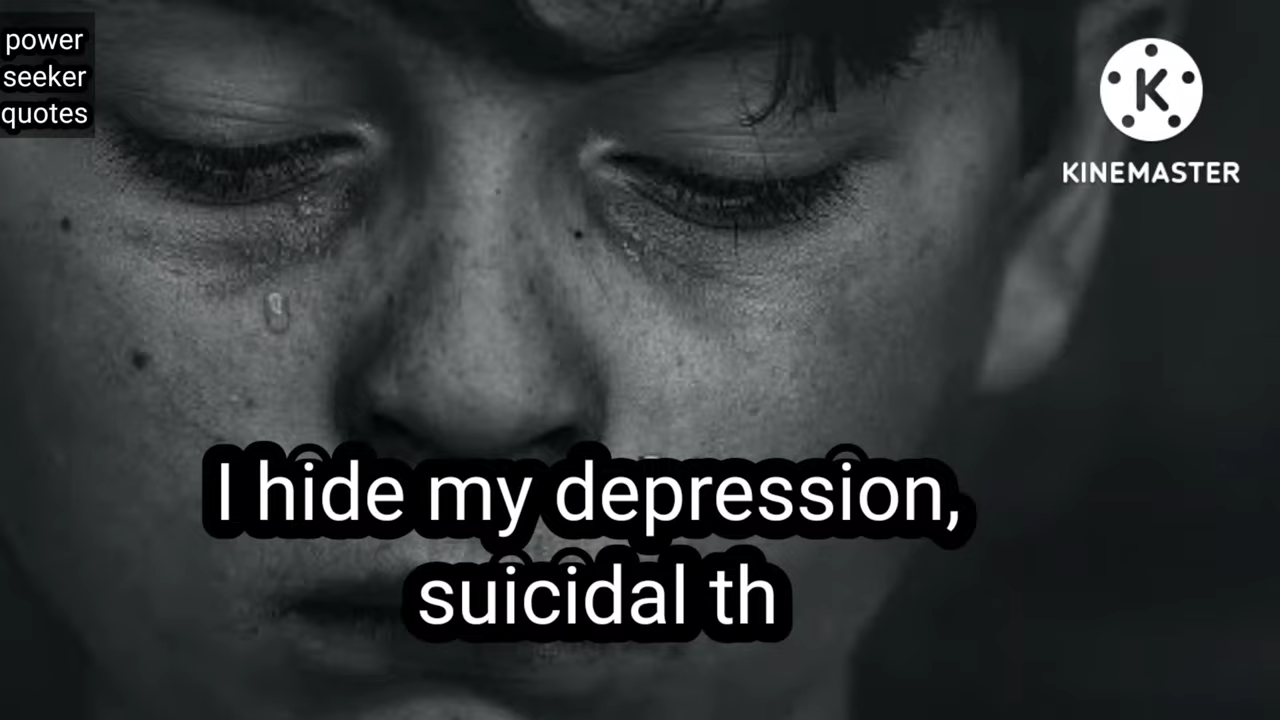 power
seeker
quotes
K
KINEMASTER
I hide my depression,
suicidal th